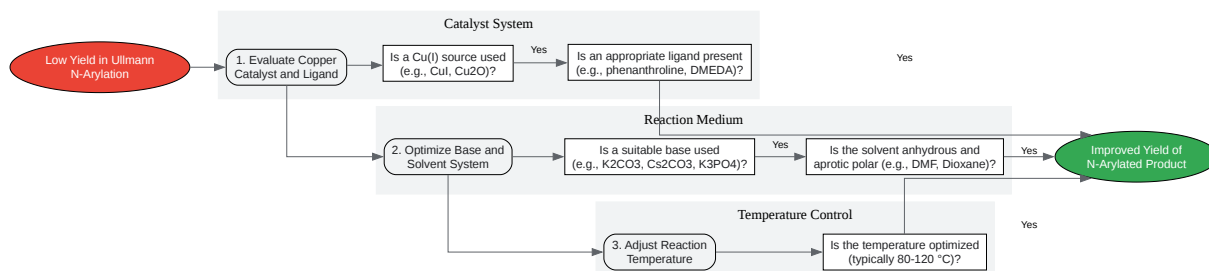 Catalyst System
Low Yield in Ullmann
N-Arylation
1. Evaluate Copper
Catalyst and Ligand
Is a Cu(I) source used
(e.g., CuI, Cu2O)?
Yes
Is an appropriate ligand present
(e.g., phenanthroline, DMEDA)?
Yes
Reaction Medium
2. Optimize Base and
Solvent System
Is a suitable base used
(e.g., K2CO3, Cs2CO3, K3PO4)?
Yes
Is the solvent anhydrous and
aprotic polar (e.g., DMF, Dioxane)?
Yes
Improved Yield of
N-Arylated Product
Temperature Control
3. Adjust Reaction
Temperature
Is the temperature optimized
(typically 80-120 °C)?
Yes